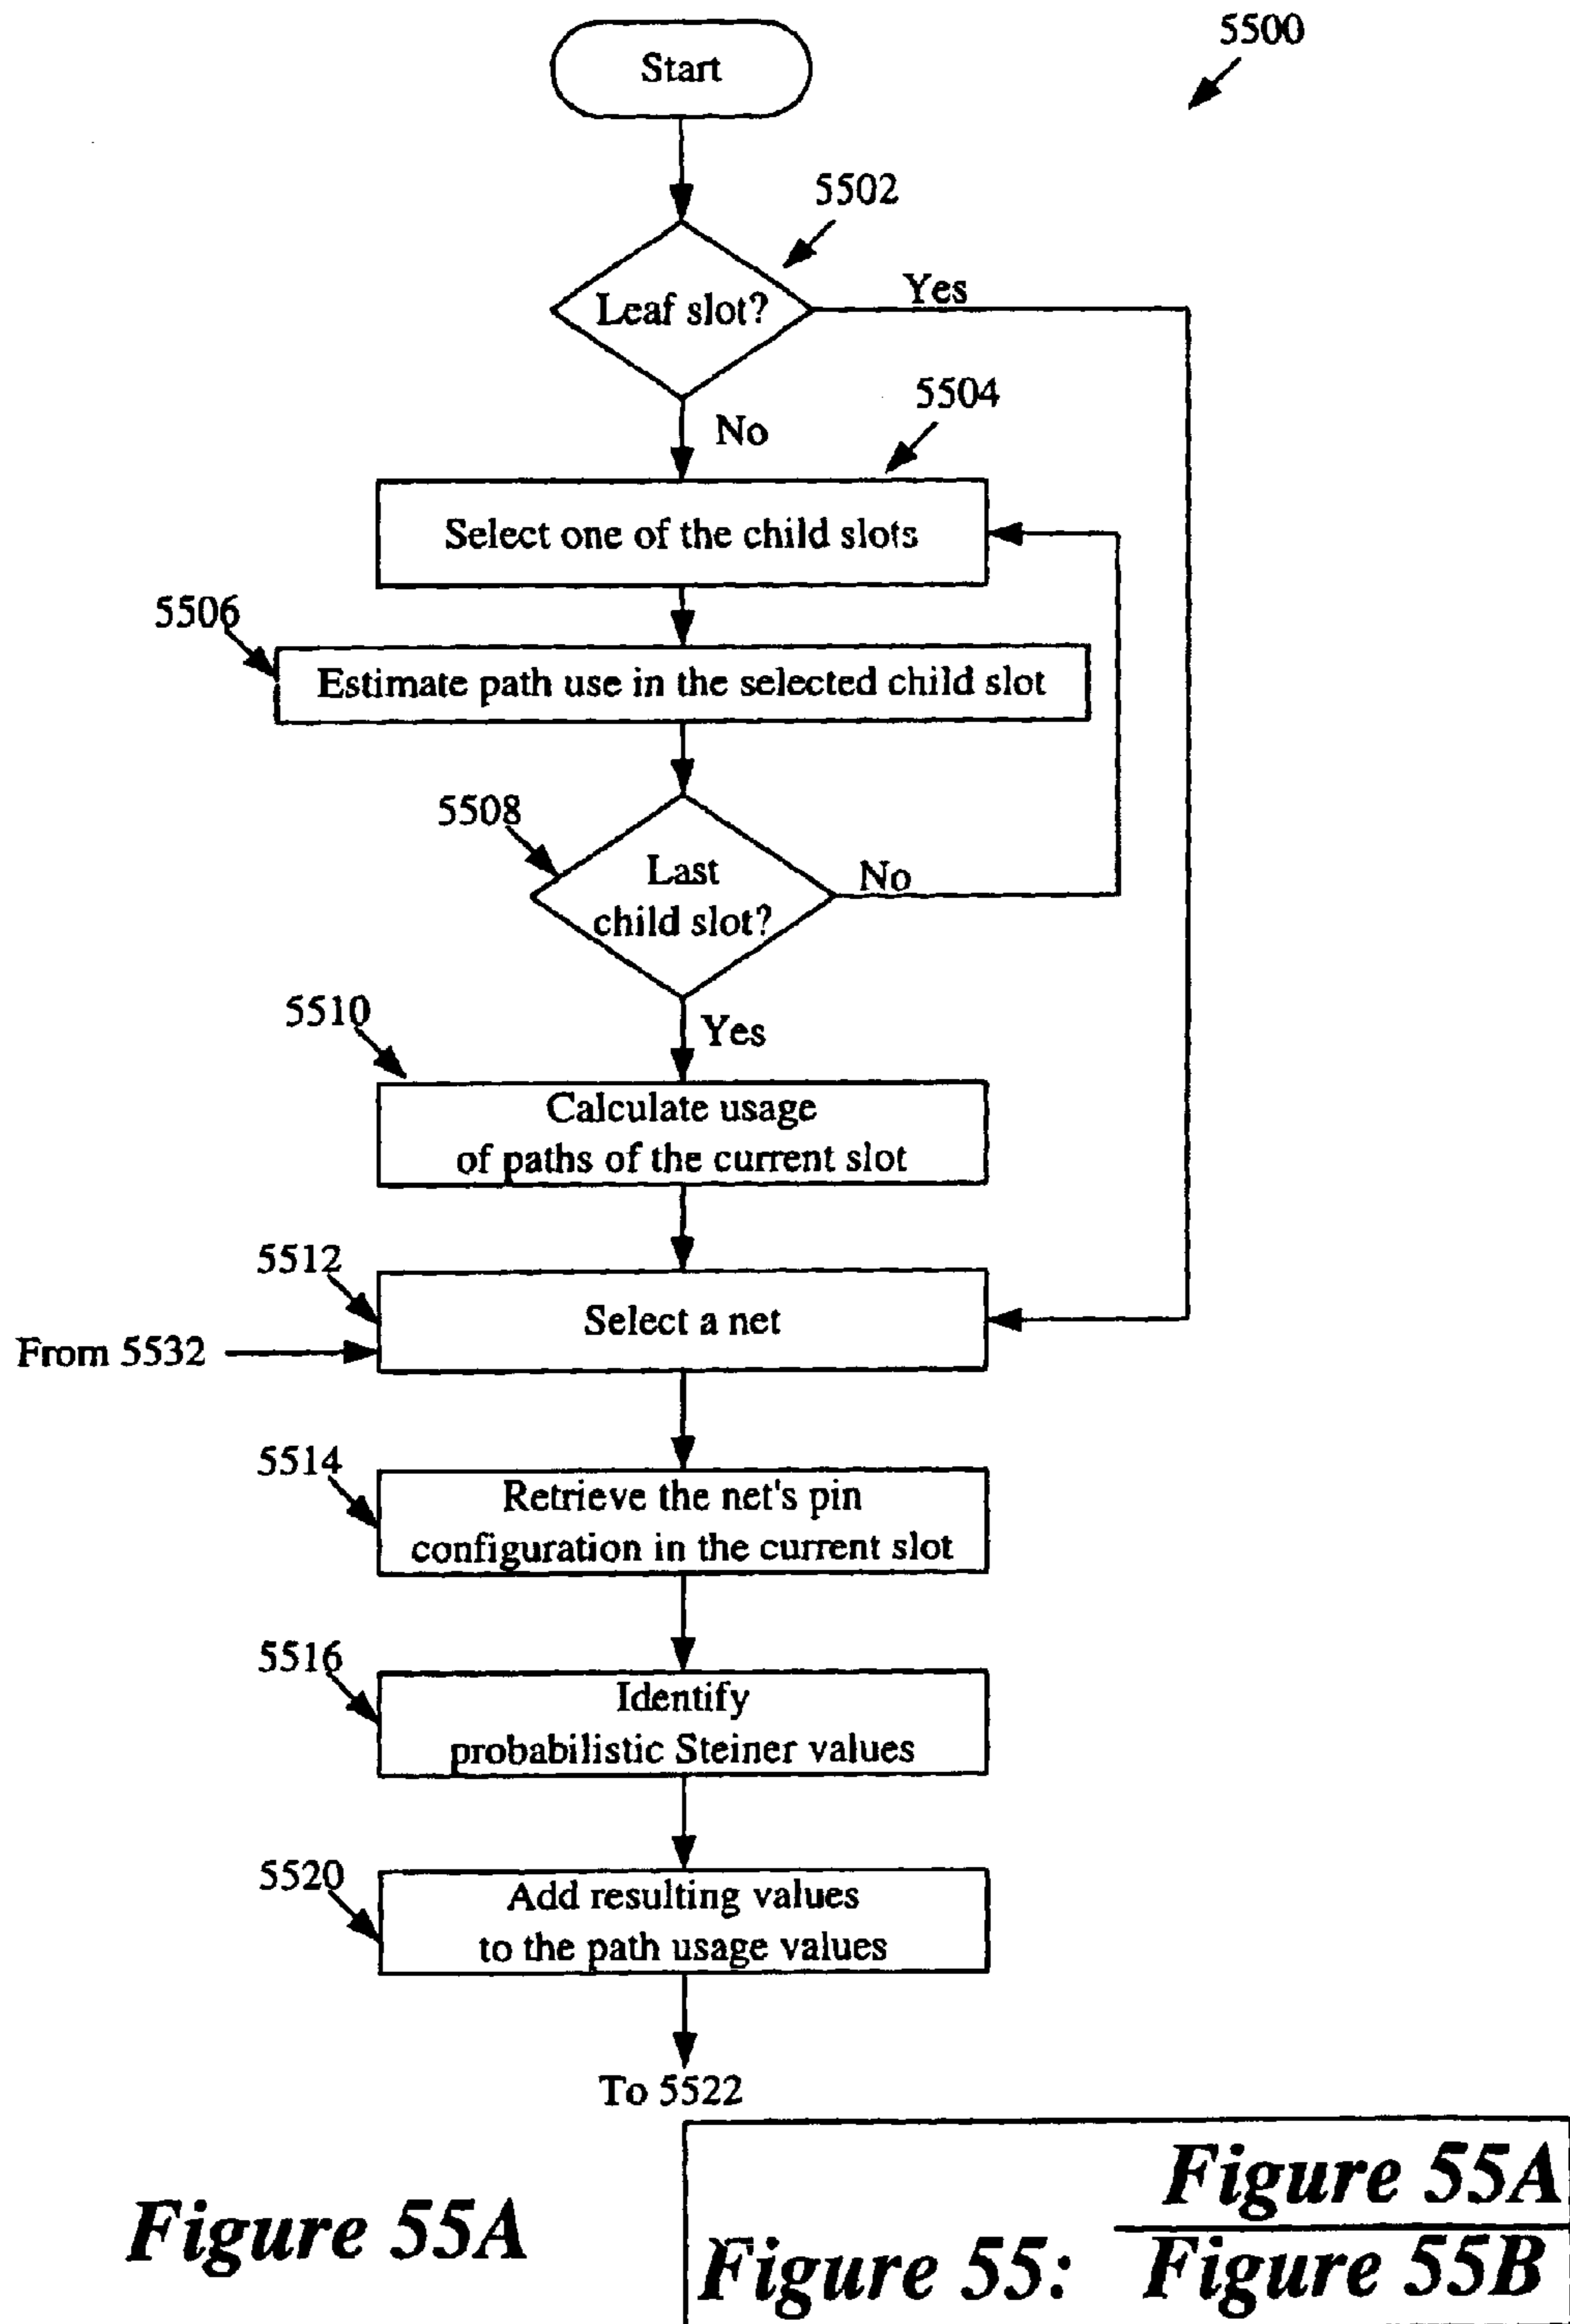 Start
5500
5502
Leaf slot?
Yes
No
5504
Select one of the child slots
5506
Estimate path use in the selected child slot
5508
Last
child slot?
No
Yes
5510
Calculate usage
of paths of the current slot
5512
Select a net
From 5532
5514
Retrieve the net's pin
configuration in the current slot
5516
Identify
probabilistic Steiner values
5520
Add resulting values
to the path usage values
To 5522
Figure 55A
Figure 55:
Figure 55A
Figure 55B